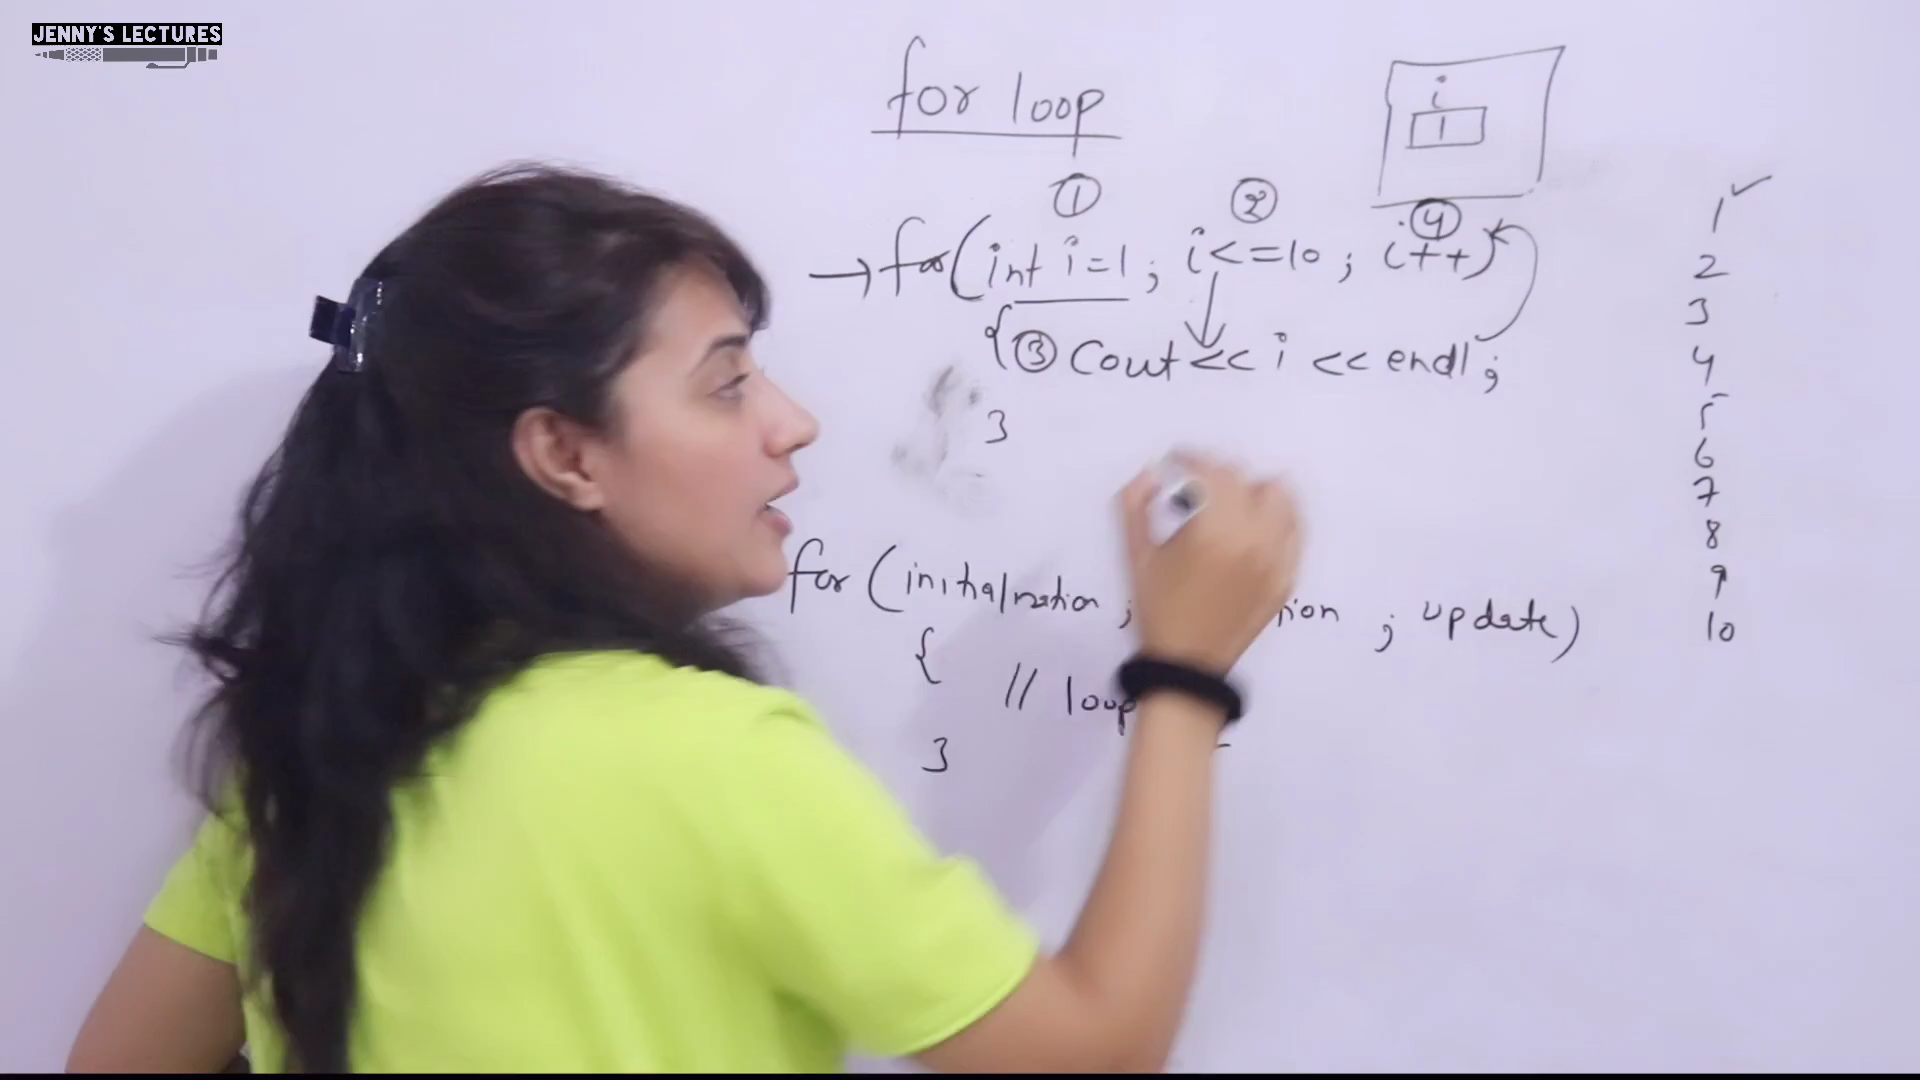 JENNY'S LECTURES
for loop
i
1
① ② ④
→ for(int i=1; i<=10; i++)
{ ③ Cout << i << endl;
}
for (initialization ; tion ; update)
{ // loop
}
1 ✓
2
3
4
5
6
7
8
9
10